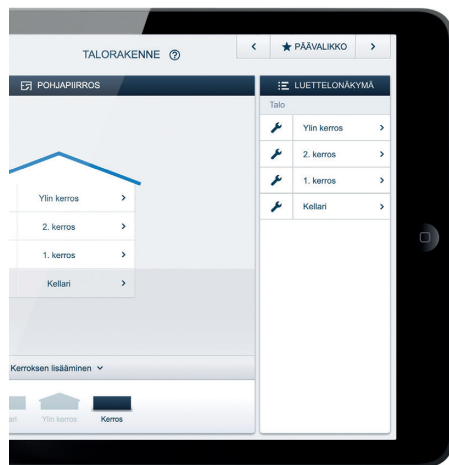 TALORAKENNE ?
< ★ PÄÄVALIKKO >
POHJAPIIRROS
LUETTELONÄKYMÄ
Talo
Ylin kerros
2. kerros
1. kerros
Kellari
Ylin kerros
2. kerros
1. kerros
Kellari
Kerroksen lisääminen
ari
Ylin kerros
Kerros